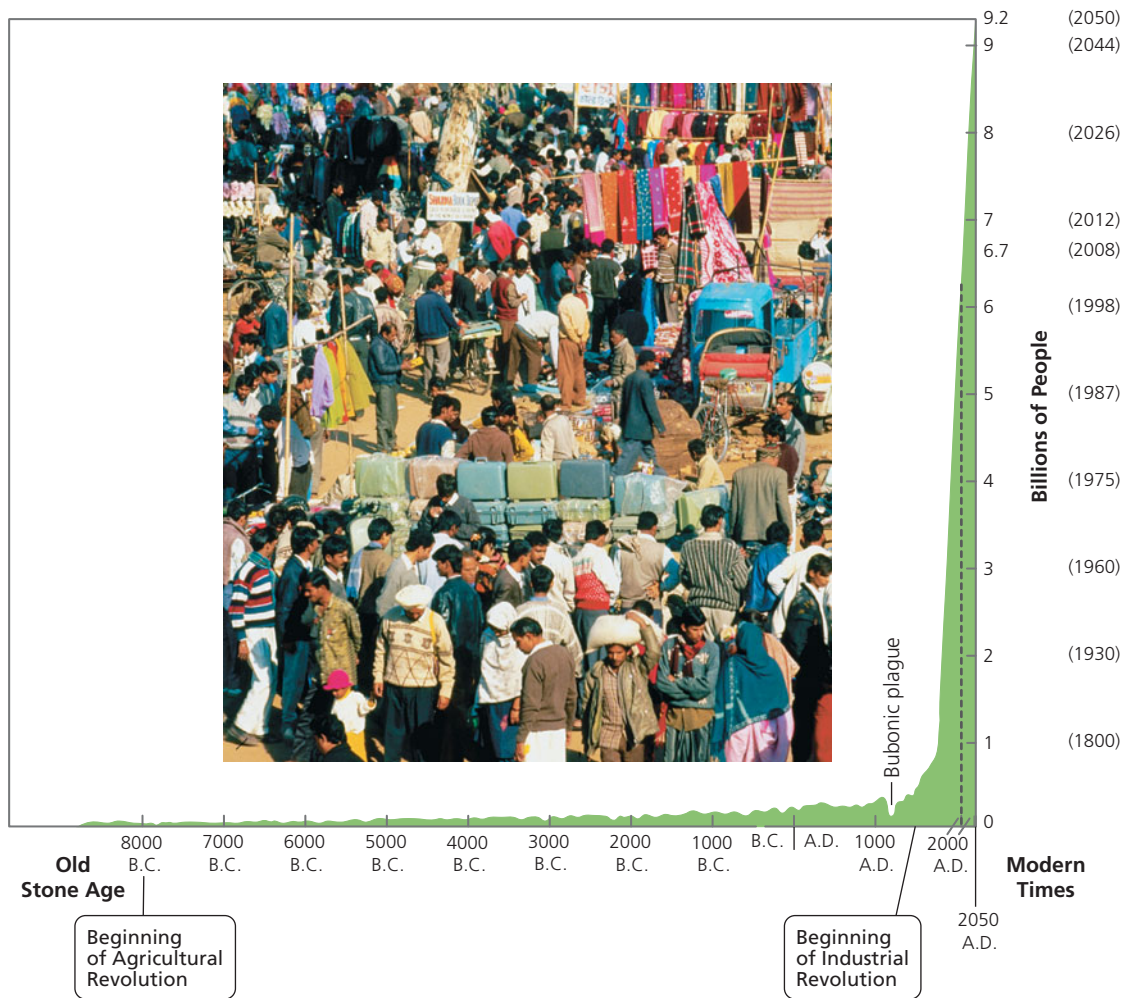 9.2 (2050)
9 (2044)
8 (2026)
7 (2012)
6.7 (2008)
6 (1998)
5 (1987)
4 (1975)
3 (1960)
2 (1930)
1 (1800)
0
Billions of People
Bubonic plague
8000 7000 6000 5000 4000 3000 2000 1000 B.C. A.D. 1000 2000
B.C. B.C. B.C. B.C. B.C. B.C. B.C. B.C. A.D. A.D.
Old
Stone Age
Modern
Times
2050
A.D.
Beginning
of Agricultural
Revolution
Beginning
of Industrial
Revolution